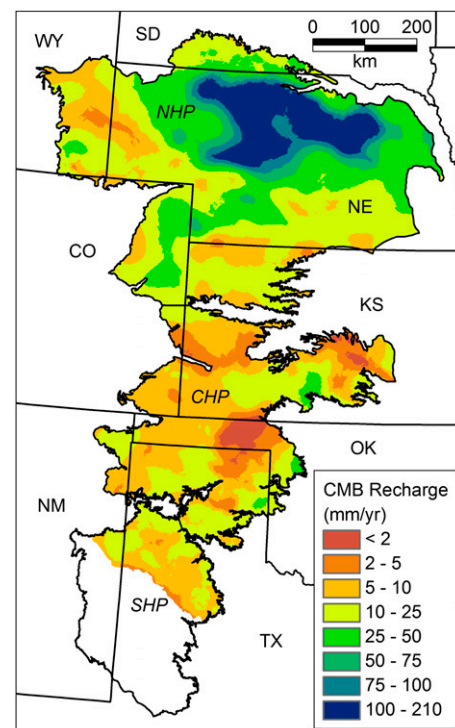 WY
SD
0 100 200
km
NHP
NE
CO
KS
CHP
OK
NM
SHP
TX
CMB Recharge
(mm/yr)
< 2
2 - 5
5 - 10
10 - 25
25 - 50
50 - 75
75 - 100
100 - 210